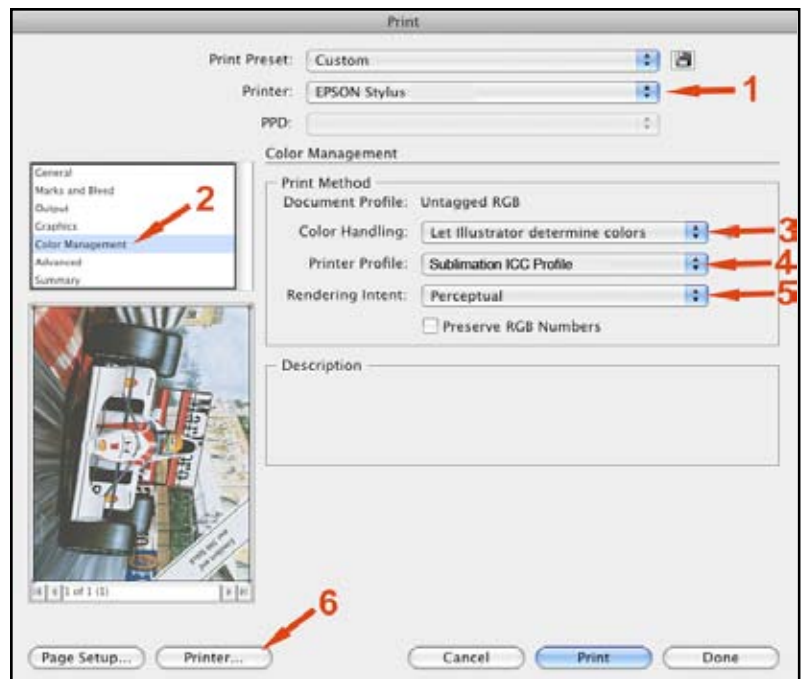 Print
Print Preset: Custom
Printer: EPSON Stylus 1
PPD:
Color Management
General
Marks and Bleed
Output
Graphics
Color Management
Advanced
Summary
2
Print Method
Document Profile: Untagged RGB
Color Handling: Let Illustrator determine colors 3
Printer Profile: Sublimation ICC Profile 4
Rendering Intent: Perceptual 5
Preserve RGB Numbers
Description
1 of 1 (1)
6
Page Setup... Printer... Cancel Print Done